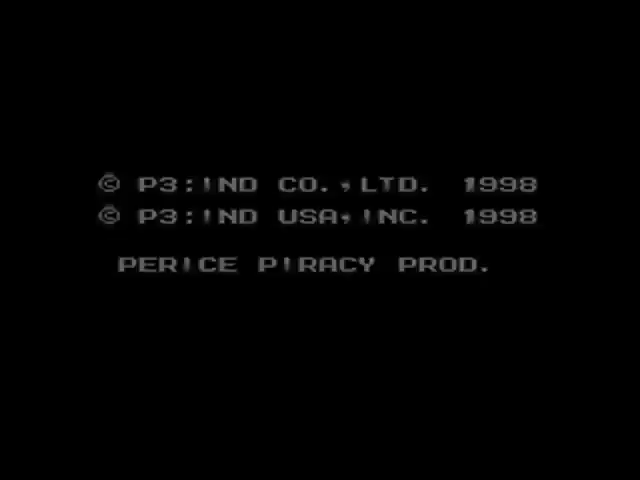 © P3:!ND CO.,LTD. 1998
© P3:!ND USA,!NC. 1998
PER!CE P!RACY PROD.